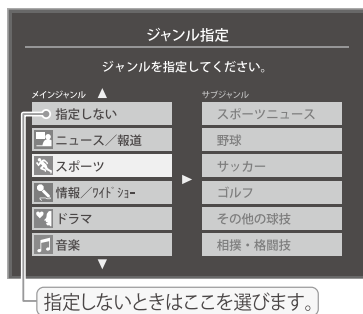 ジャンル指定
ジャンルを指定してください。
メインジャンル
指定しない
ニュース／報道
スポーツ
情報／ワイドショー
ドラマ
音楽
サブジャンル
スポーツニュース
野球
サッカー
ゴルフ
その他の球技
相撲・格闘技
指定しないときはここを選びます。